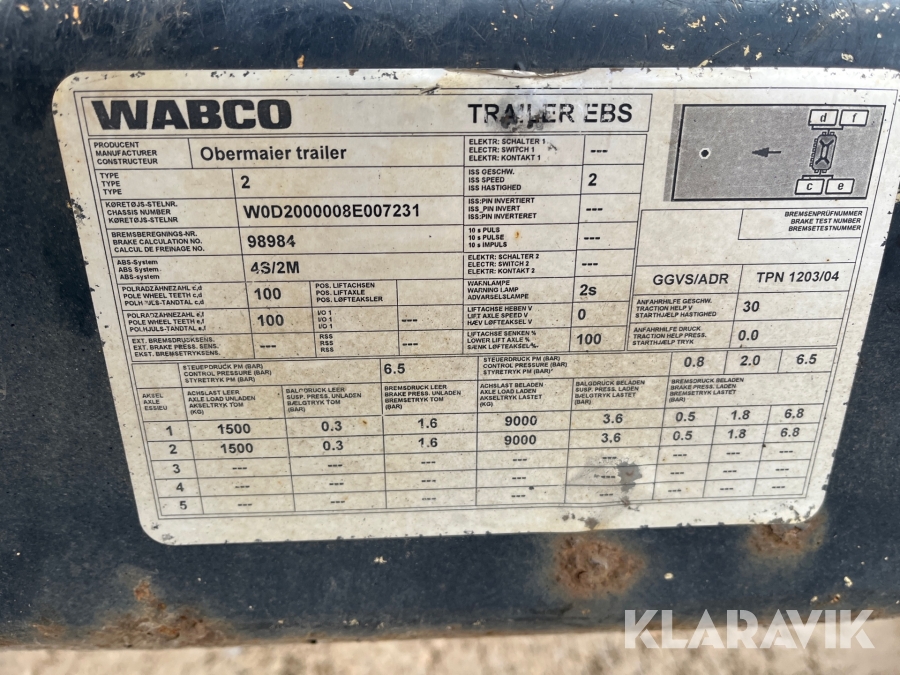 WABCO
TRAILER EBS
PRODUCENT
MANUFACTURER
CONSTRUCTEUR
Obermaier trailer
ELEKTR: SCHALTER 1
ELECTR: SWITCH 1
ELEKTR: KONTAKT 1
---
TYPE
TYPE
TYPE
2
ISS GESCHW.
ISS SPEED
ISS HASTIGHED
2
KØRETØJS-STELNR.
CHASSIS NUMBER
KØRETØJS-STELNR.
W0D2000008E007231
ISS:PIN INVERTIERT
ISS_PIN INVERT
ISS:PIN INVERTERET
---
BREMSBEREGNINGS-NR.
BRAKE CALCULATION NO.
CALCUL DE FREINAGE NO.
98984
10 s PULS
10 s PULSE
10 s IMPULS
---
ABS-System
ABS System
ABS-system
4S/2M
ELEKTR: SCHALTER 2
ELECTR: SWITCH 2
ELEKTR: KONTAKT 2
---
POLRADZÄHNEZAHL c,d
POLE WHEEL TEETH c,d
POLHJULS-TANDTAL c,d
100
POS. LIFTACHSEN
POS. LIFTAXLE
POS. LØFTEAKSLER
---
WARNLAMPE
WARNING LAMP
ADVARSELSLAMPE
2s
POLRADZÄHNEZAHL e,f
POLE WHEEL TEETH e,f
POLHJULS-TANDTAL e,f
100
I/O 1
I/O 1
I/O 1
---
LIFTACHSE HEBEN V
LIFT AXLE SPEED V
HÆV LØFTEAKSEL V
0
EXT. BREMSDRUCKSENS.
EXT. BRAKE PRESS. SENS.
EKST. BREMSETRYKSENS.
---
RSS
RSS
RSS
---
LIFTACHSE SENKEN %
LOWER LIFT AXLE %
SÆNK LØFTEAKSEL%
100
d f
c e
BREMSENPRÜFNUMMER
BRAKE TEST NUMBER
BREMSETESTNUMMER
GGVS/ADR
TPN 1203/04
ANFAHRHILFE GESCHW.
TRACTION HELP V
STARTHJÆLP HASTIGHED
30
ANFAHRHILFE DRUCK
TRACTION HELP PRESS.
STARTHJÆLP TRYK
0.0
STEUERDRUCK PM (BAR)
CONTROL PRESSURE (BAR)
STYRETRYK PM (BAR)
6.5
STEUERDRUCK PM (BAR)
CONTROL PRESSURE (BAR)
STYRETRYK PM (BAR)
0.8 2.0 6.5
AKSEL
AXLE
ESSIEU
ACHSLAST LEER
AXLE LOAD UNLADEN
AKSELTRYK TOM
(KG)
BALGDRUCK LEER
SUSP. PRESS. UNLADEN
BÆLGTRYK TOM
(BAR)
BREMSDRUCK LEER
BRAKE PRESS. UNLADEN
BREMSETRYK TOM
(BAR)
ACHSLAST BELADEN
AXLE LOAD LADEN
AKSELTRYK LASTET
(KG)
BALGDRUCK BELADEN
SUSP. PRESS. LADEN
BÆLGTRYK LASTET
(BAR)
BREMSDRUCK BELADEN
BRAKE PRESS. LADEN
BREMSETRYK LASTET
(BAR)
1 1500 0.3 1.6 9000 3.6 0.5 1.8 6.8
2 1500 0.3 1.6 9000 3.6 0.5 1.8 6.8
3 --- --- --- --- --- --- --- ---
4 --- --- --- --- --- --- --- ---
5 --- --- --- --- --- --- --- ---
KLARAVIK